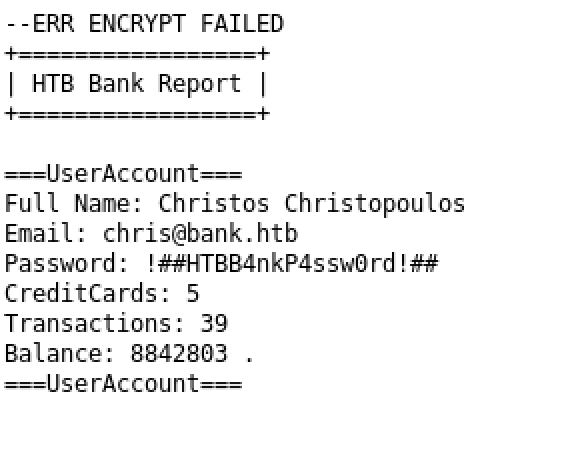 --ERR ENCRYPT FAILED
+=================+
| HTB Bank Report |
+=================+
===UserAccount===
Full Name: Christos Christopoulos
Email: chris@bank.htb
Password: !##HTBB4nkP4ssw0rd!##
CreditCards: 5
Transactions: 39
Balance: 8842803 .
===UserAccount===